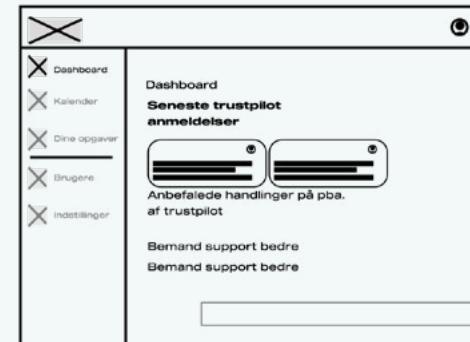 Dashboard
Kalender
Dine opgaver
Brugere
Indstillinger
Dashboard
Seneste trustpilot
anmeldelser
Anbefalede handlinger på pba.
af trustpilot
Bemand support bedre
Bemand support bedre